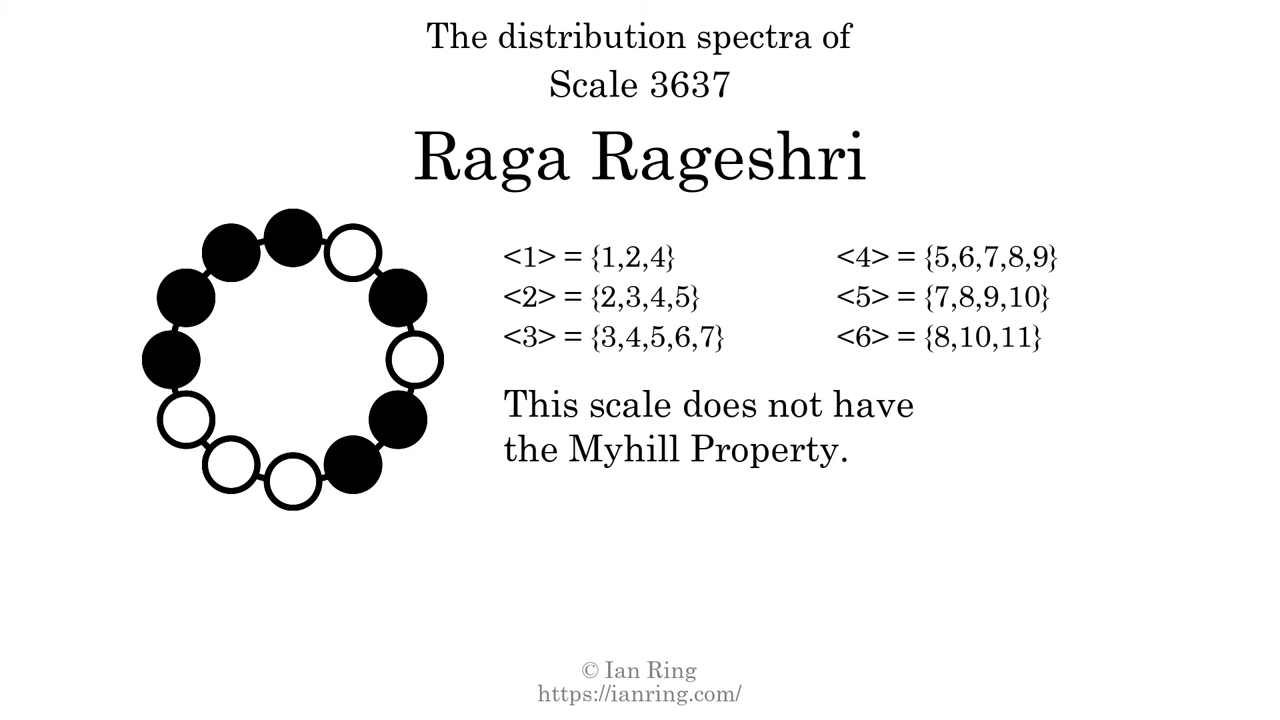 The distribution spectra of
Scale 3637
Raga Rageshri
<1> = {1,2,4}
<2> = {2,3,4,5}
<3> = {3,4,5,6,7}
<4> = {5,6,7,8,9}
<5> = {7,8,9,10}
<6> = {8,10,11}
This scale does not have
the Myhill Property.
© Ian Ring
https://ianring.com/